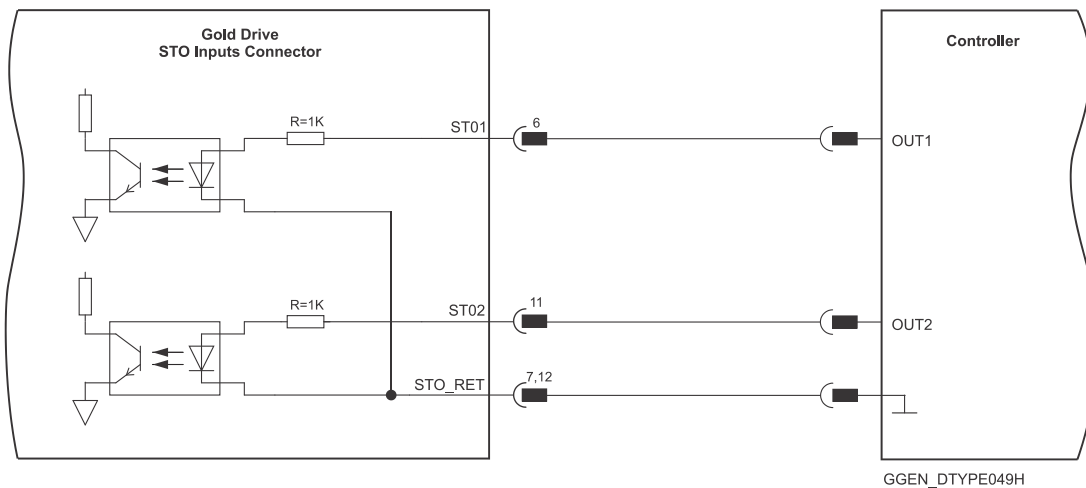 Gold Drive
STO Inputs Connector
Controller
R=1K
ST01
6
OUT1
R=1K
ST02
11
OUT2
STO_RET
7,12
GGEN_DTYPE049H